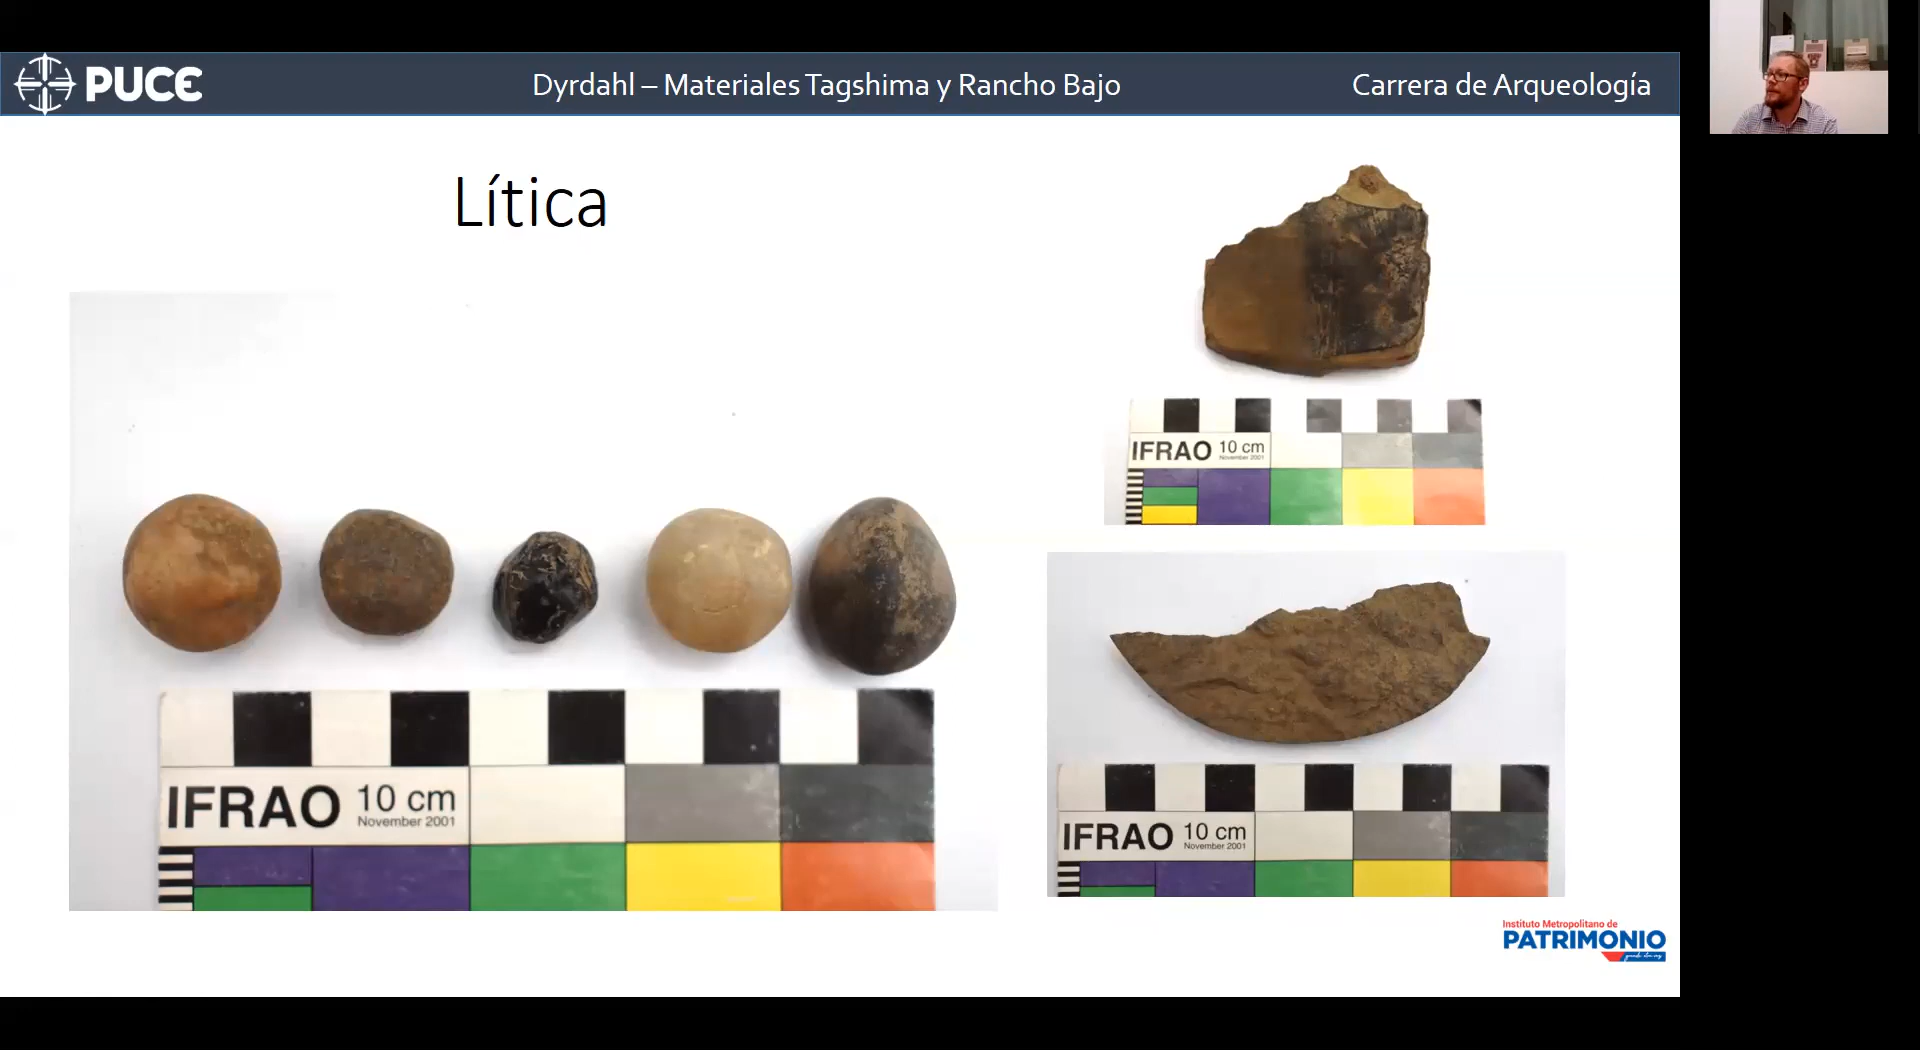 PUCE
Dyrdahl – Materiales Tagshima y Rancho Bajo
Carrera de Arqueología
Lítica
IFRAO 10 cm
November 2001
IFRAO 10 cm
November 2001
IFRAO 10 cm
November 2001
Instituto Metropolitano de
PATRIMONIO